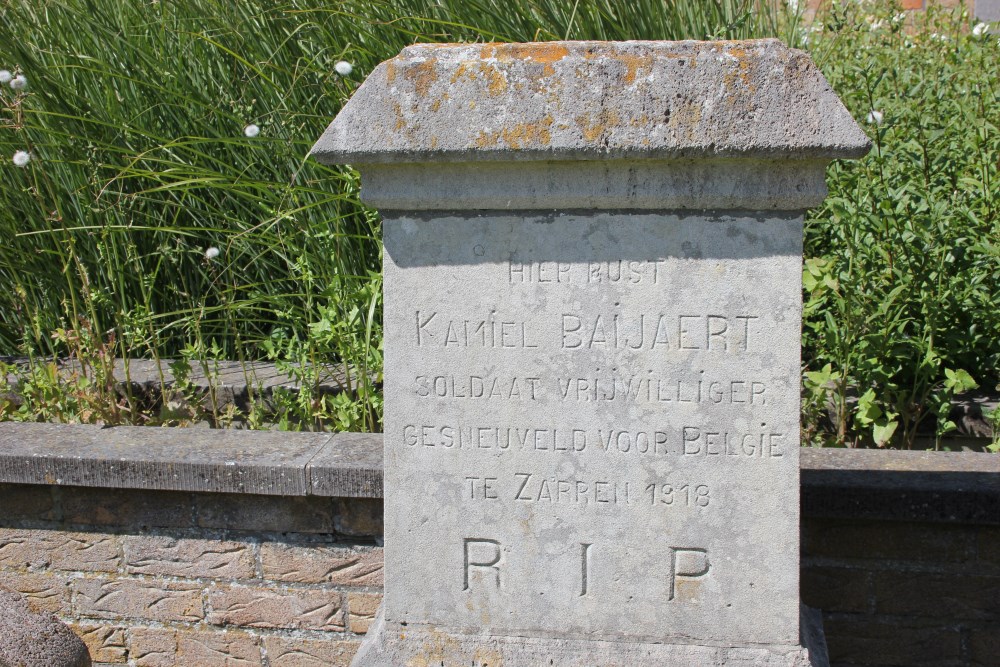 HIER RUST
KAMIEL BAIJAERT
SOLDAAT VRIJWILLIGER
GESNEUVELD VOOR BELGIE
TE ZARREN 1918
R. I P.